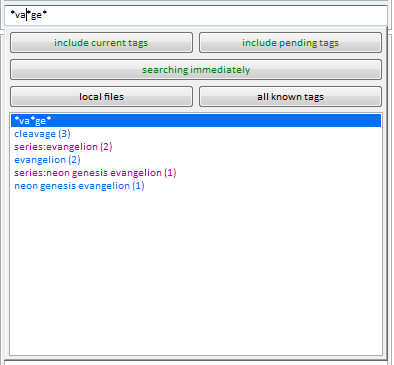 *va*ge*
include current tags
include pending tags
searching immediately
local files
all known tags
*va*ge*
cleavage (3)
series:evangelion (2)
evangelion (2)
series:neon genesis evangelion (1)
neon genesis evangelion (1)